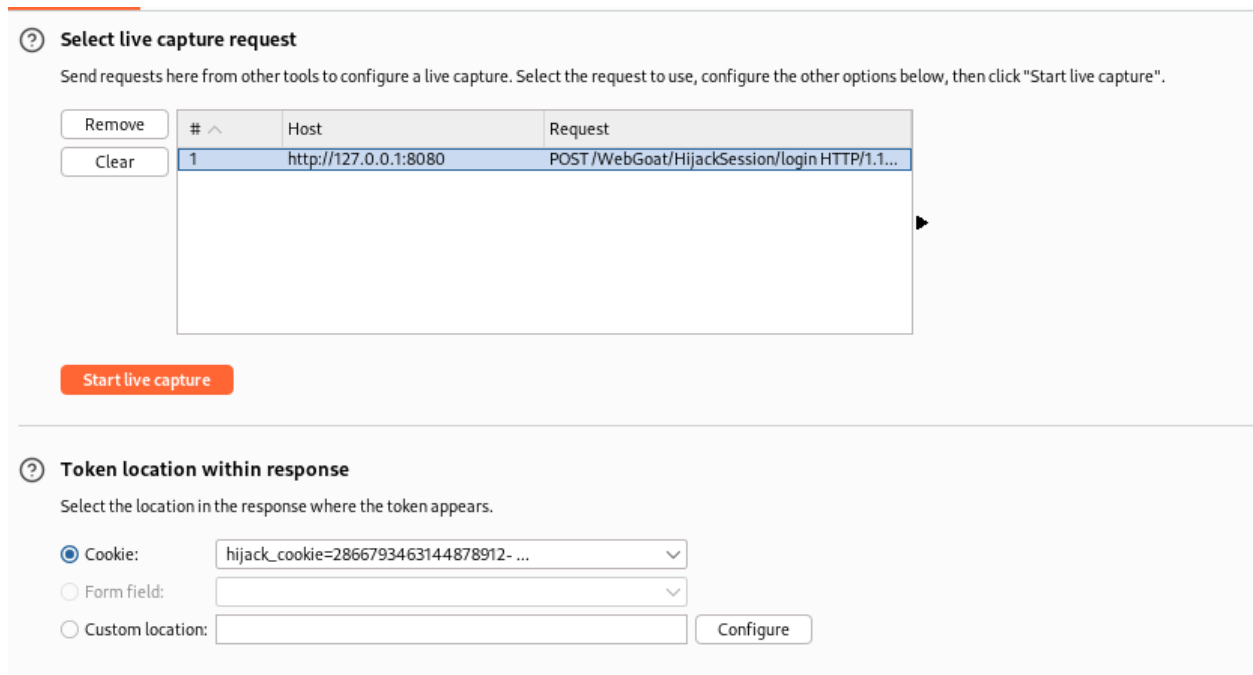 Select live capture request
Send requests here from other tools to configure a live capture. Select the request to use, configure the other options below, then click "Start live capture".
Remove
Clear
# Host Request
1 http://127.0.0.1:8080 POST /WebGoat/HijackSession/login HTTP/1.1...
Start live capture
Token location within response
Select the location in the response where the token appears.
Cookie: hijack_cookie=2866793463144878912- ...
Form field:
Custom location: Configure